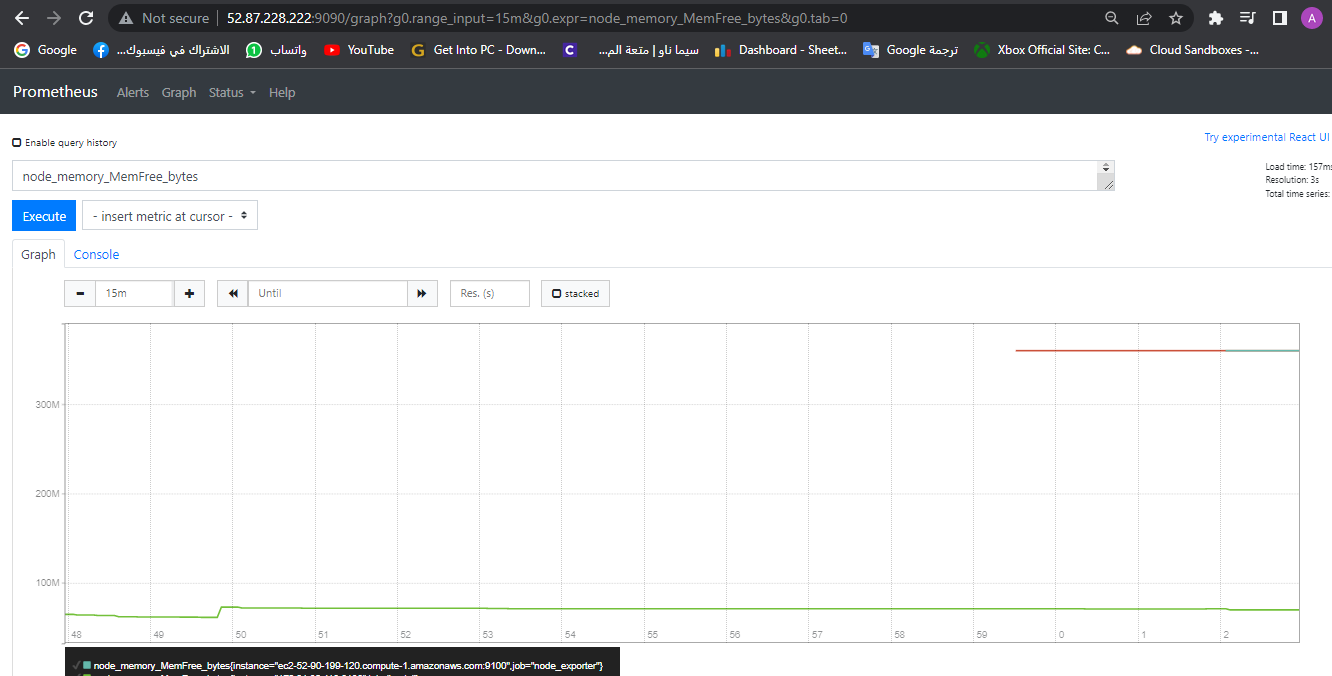 Not secure 52.87.228.222:9090/graph?g0.range_input=15m&g0.expr=node_memory_MemFree_bytes&g0.tab=0 A
Google الاشتراك في فيسبوك... واتساب YouTube Get Into PC - Down... سيما ناو | متعة الم... Dashboard - Sheet... ترجمة Google Xbox Official Site: C... Cloud Sandboxes -...
Prometheus Alerts Graph Status Help
Enable query history
Try experimental React UI
node_memory_MemFree_bytes
Load time: 157ms
Resolution: 3s
Total time series:
Execute - insert metric at cursor -
Graph Console
15m Until Res. (s) stacked
300M
200M
100M
48 49 50 51 52 53 54 55 56 57 58 59 0 1 2
node_memory_MemFree_bytes{instance="ec2-52-90-199-120.compute-1.amazonaws.com:9100",job="node_exporter"}